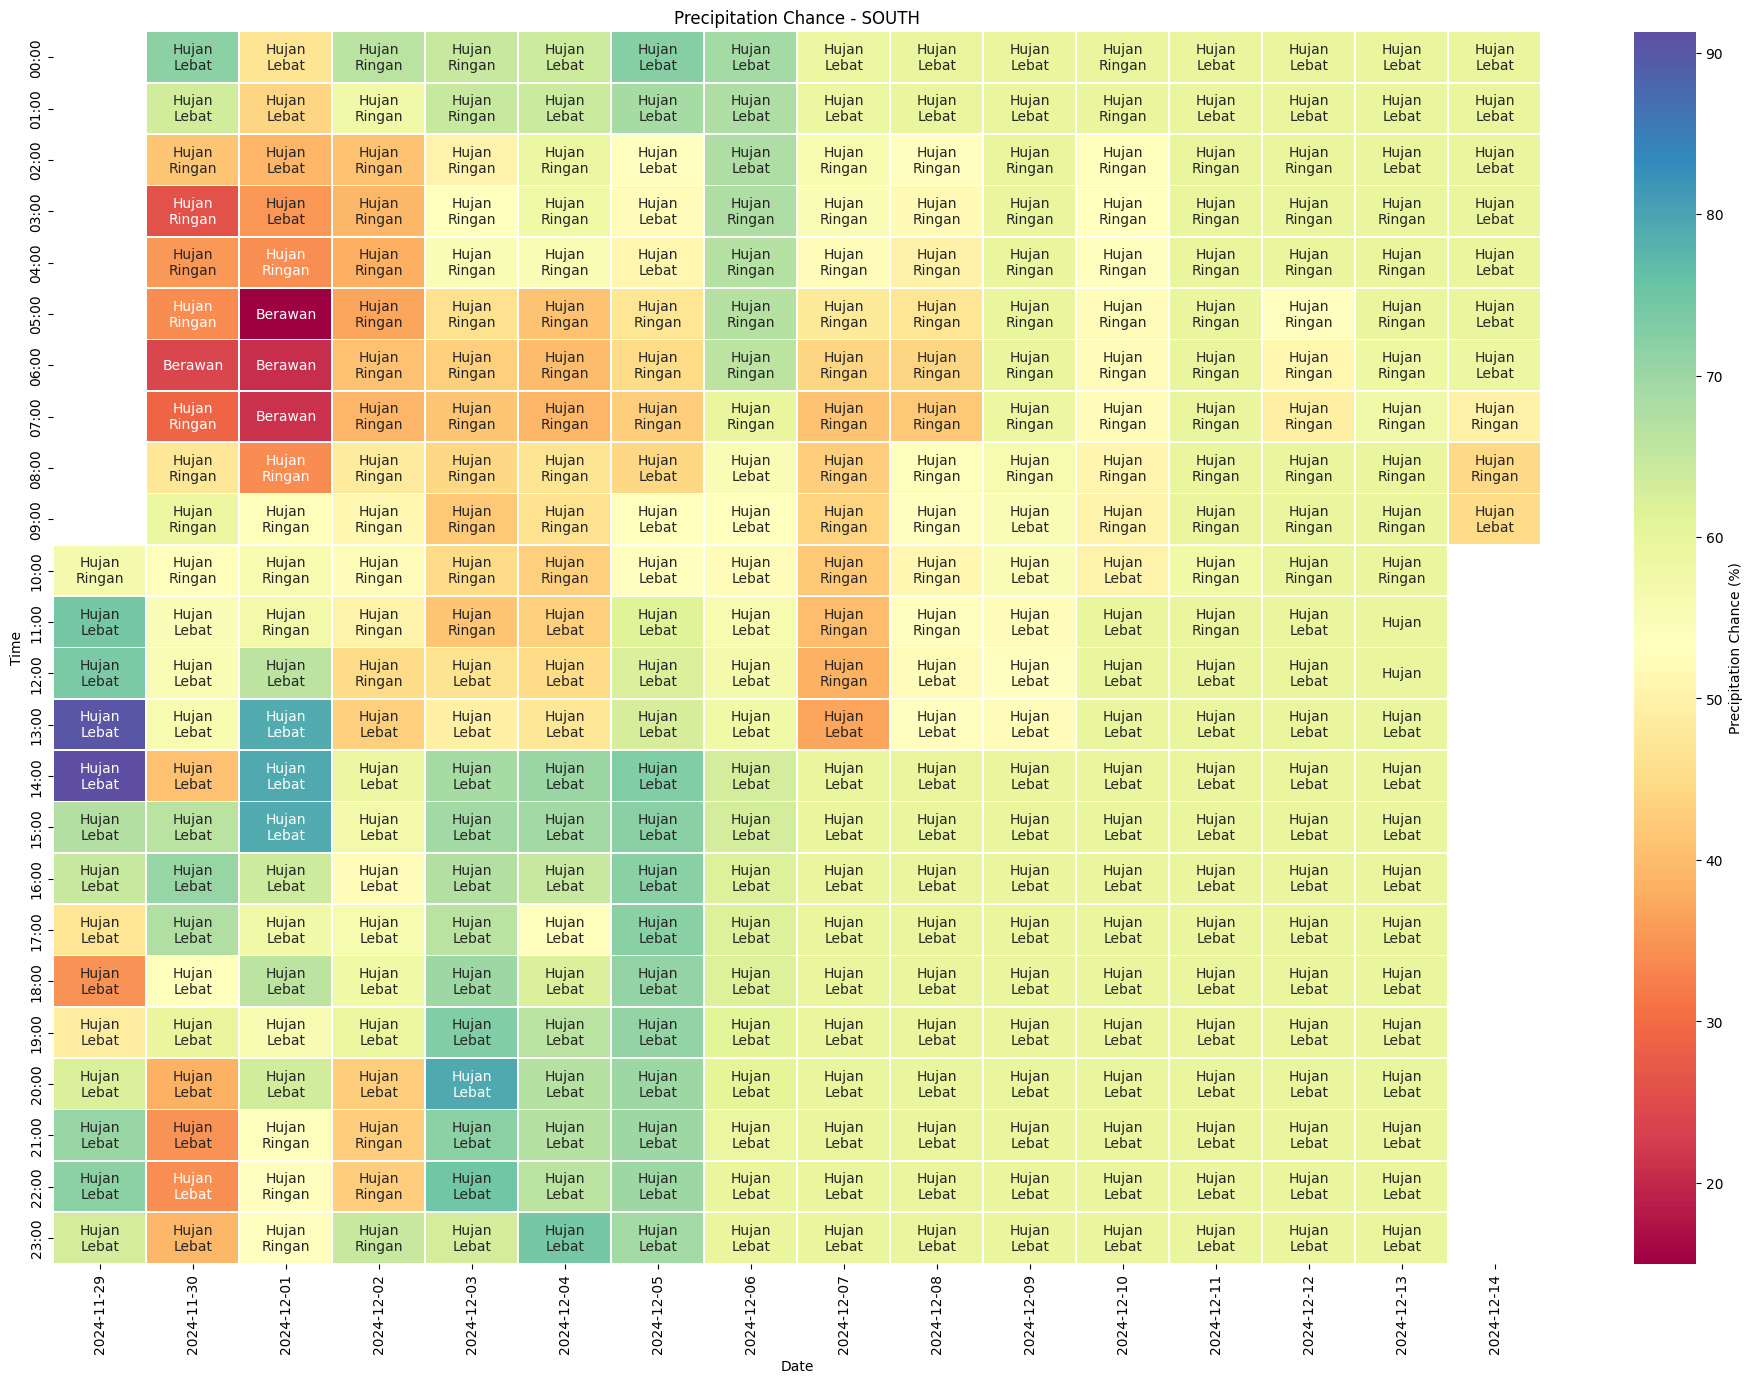 Precipitation Chance - SOUTH
Time
00:00 Hujan Lebat Hujan Lebat Hujan Ringan Hujan Ringan Hujan Lebat Hujan Lebat Hujan Lebat Hujan Lebat Hujan Lebat Hujan Lebat Hujan Ringan Hujan Lebat Hujan Lebat Hujan Lebat Hujan Lebat
01:00 Hujan Lebat Hujan Lebat Hujan Ringan Hujan Ringan Hujan Lebat Hujan Lebat Hujan Lebat Hujan Lebat Hujan Lebat Hujan Lebat Hujan Ringan Hujan Lebat Hujan Lebat Hujan Lebat Hujan Lebat
02:00 Hujan Ringan Hujan Lebat Hujan Ringan Hujan Ringan Hujan Ringan Hujan Lebat Hujan Lebat Hujan Ringan Hujan Ringan Hujan Ringan Hujan Ringan Hujan Ringan Hujan Ringan Hujan Lebat Hujan Lebat
03:00 Hujan Ringan Hujan Lebat Hujan Ringan Hujan Ringan Hujan Ringan Hujan Lebat Hujan Ringan Hujan Ringan Hujan Ringan Hujan Ringan Hujan Ringan Hujan Ringan Hujan Ringan Hujan Ringan Hujan Lebat
04:00 Hujan Ringan Hujan Ringan Hujan Ringan Hujan Ringan Hujan Ringan Hujan Lebat Hujan Ringan Hujan Ringan Hujan Ringan Hujan Ringan Hujan Ringan Hujan Ringan Hujan Ringan Hujan Ringan Hujan Lebat
05:00 Hujan Ringan Berawan Hujan Ringan Hujan Ringan Hujan Ringan Hujan Ringan Hujan Ringan Hujan Ringan Hujan Ringan Hujan Ringan Hujan Ringan Hujan Ringan Hujan Ringan Hujan Ringan Hujan Lebat
06:00 Berawan Berawan Hujan Ringan Hujan Ringan Hujan Ringan Hujan Ringan Hujan Ringan Hujan Ringan Hujan Ringan Hujan Ringan Hujan Ringan Hujan Ringan Hujan Ringan Hujan Ringan Hujan Lebat
07:00 Hujan Ringan Berawan Hujan Ringan Hujan Ringan Hujan Ringan Hujan Ringan Hujan Ringan Hujan Ringan Hujan Ringan Hujan Ringan Hujan Ringan Hujan Ringan Hujan Ringan Hujan Ringan Hujan Ringan
08:00 Hujan Ringan Hujan Ringan Hujan Ringan Hujan Ringan Hujan Ringan Hujan Lebat Hujan Lebat Hujan Ringan Hujan Ringan Hujan Ringan Hujan Ringan Hujan Ringan Hujan Ringan Hujan Ringan Hujan Ringan
09:00 Hujan Ringan Hujan Ringan Hujan Ringan Hujan Ringan Hujan Ringan Hujan Lebat Hujan Lebat Hujan Ringan Hujan Ringan Hujan Lebat Hujan Ringan Hujan Ringan Hujan Ringan Hujan Ringan Hujan Lebat
10:00 Hujan Ringan Hujan Ringan Hujan Ringan Hujan Ringan Hujan Ringan Hujan Ringan Hujan Lebat Hujan Lebat Hujan Ringan Hujan Ringan Hujan Lebat Hujan Lebat Hujan Ringan Hujan Ringan Hujan Ringan
11:00 Hujan Lebat Hujan Lebat Hujan Ringan Hujan Ringan Hujan Ringan Hujan Lebat Hujan Lebat Hujan Lebat Hujan Ringan Hujan Ringan Hujan Lebat Hujan Lebat Hujan Ringan Hujan Lebat Hujan
12:00 Hujan Lebat Hujan Lebat Hujan Lebat Hujan Ringan Hujan Lebat Hujan Lebat Hujan Lebat Hujan Lebat Hujan Ringan Hujan Lebat Hujan Lebat Hujan Lebat Hujan Lebat Hujan Lebat Hujan
13:00 Hujan Lebat Hujan Lebat Hujan Lebat Hujan Lebat Hujan Lebat Hujan Lebat Hujan Lebat Hujan Lebat Hujan Lebat Hujan Lebat Hujan Lebat Hujan Lebat Hujan Lebat Hujan Lebat Hujan Lebat
14:00 Hujan Lebat Hujan Lebat Hujan Lebat Hujan Lebat Hujan Lebat Hujan Lebat Hujan Lebat Hujan Lebat Hujan Lebat Hujan Lebat Hujan Lebat Hujan Lebat Hujan Lebat Hujan Lebat Hujan Lebat
15:00 Hujan Lebat Hujan Lebat Hujan Lebat Hujan Lebat Hujan Lebat Hujan Lebat Hujan Lebat Hujan Lebat Hujan Lebat Hujan Lebat Hujan Lebat Hujan Lebat Hujan Lebat Hujan Lebat Hujan Lebat
16:00 Hujan Lebat Hujan Lebat Hujan Lebat Hujan Lebat Hujan Lebat Hujan Lebat Hujan Lebat Hujan Lebat Hujan Lebat Hujan Lebat Hujan Lebat Hujan Lebat Hujan Lebat Hujan Lebat Hujan Lebat
17:00 Hujan Lebat Hujan Lebat Hujan Lebat Hujan Lebat Hujan Lebat Hujan Lebat Hujan Lebat Hujan Lebat Hujan Lebat Hujan Lebat Hujan Lebat Hujan Lebat Hujan Lebat Hujan Lebat Hujan Lebat
18:00 Hujan Lebat Hujan Lebat Hujan Lebat Hujan Lebat Hujan Lebat Hujan Lebat Hujan Lebat Hujan Lebat Hujan Lebat Hujan Lebat Hujan Lebat Hujan Lebat Hujan Lebat Hujan Lebat Hujan Lebat
19:00 Hujan Lebat Hujan Lebat Hujan Lebat Hujan Lebat Hujan Lebat Hujan Lebat Hujan Lebat Hujan Lebat Hujan Lebat Hujan Lebat Hujan Lebat Hujan Lebat Hujan Lebat Hujan Lebat Hujan Lebat
20:00 Hujan Lebat Hujan Lebat Hujan Lebat Hujan Lebat Hujan Lebat Hujan Lebat Hujan Lebat Hujan Lebat Hujan Lebat Hujan Lebat Hujan Lebat Hujan Lebat Hujan Lebat Hujan Lebat Hujan Lebat
21:00 Hujan Lebat Hujan Lebat Hujan Ringan Hujan Ringan Hujan Lebat Hujan Lebat Hujan Lebat Hujan Lebat Hujan Lebat Hujan Lebat Hujan Lebat Hujan Lebat Hujan Lebat Hujan Lebat Hujan Lebat
22:00 Hujan Lebat Hujan Lebat Hujan Ringan Hujan Ringan Hujan Lebat Hujan Lebat Hujan Lebat Hujan Lebat Hujan Lebat Hujan Lebat Hujan Lebat Hujan Lebat Hujan Lebat Hujan Lebat Hujan Lebat
23:00 Hujan Lebat Hujan Lebat Hujan Ringan Hujan Ringan Hujan Lebat Hujan Lebat Hujan Lebat Hujan Lebat Hujan Lebat Hujan Lebat Hujan Lebat Hujan Lebat Hujan Lebat Hujan Lebat Hujan Lebat
2024-11-29 2024-11-30 2024-12-01 2024-12-02 2024-12-03 2024-12-04 2024-12-05 2024-12-06 2024-12-07 2024-12-08 2024-12-09 2024-12-10 2024-12-11 2024-12-12 2024-12-13 2024-12-14
Date
90
80
70
60
50
40
30
20
Precipitation Chance (%)